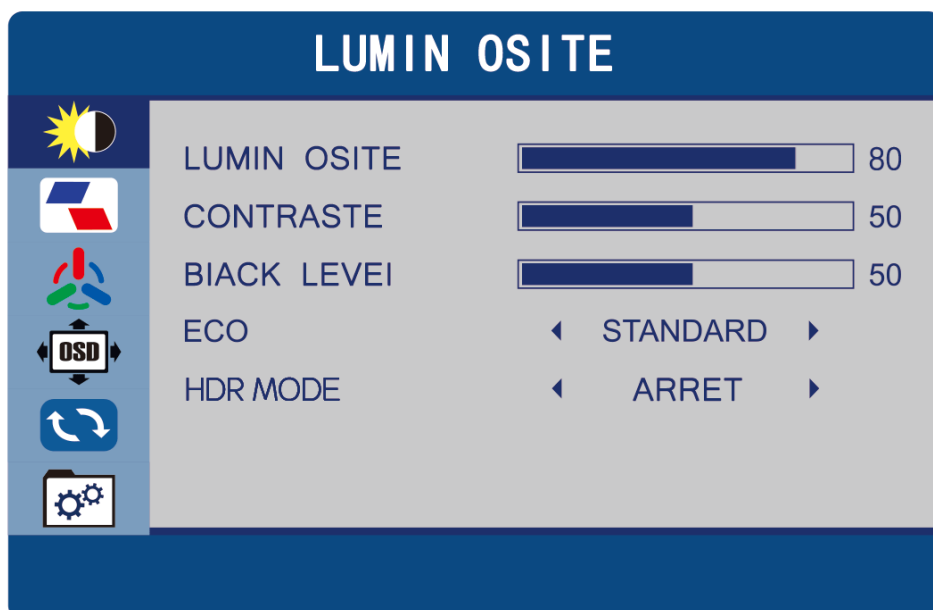 LUMIN OSITE
LUMIN OSITE 80
CONTRASTE 50
BIACK LEVEI 50
OSD
ECO STANDARD
HDR MODE ARRET